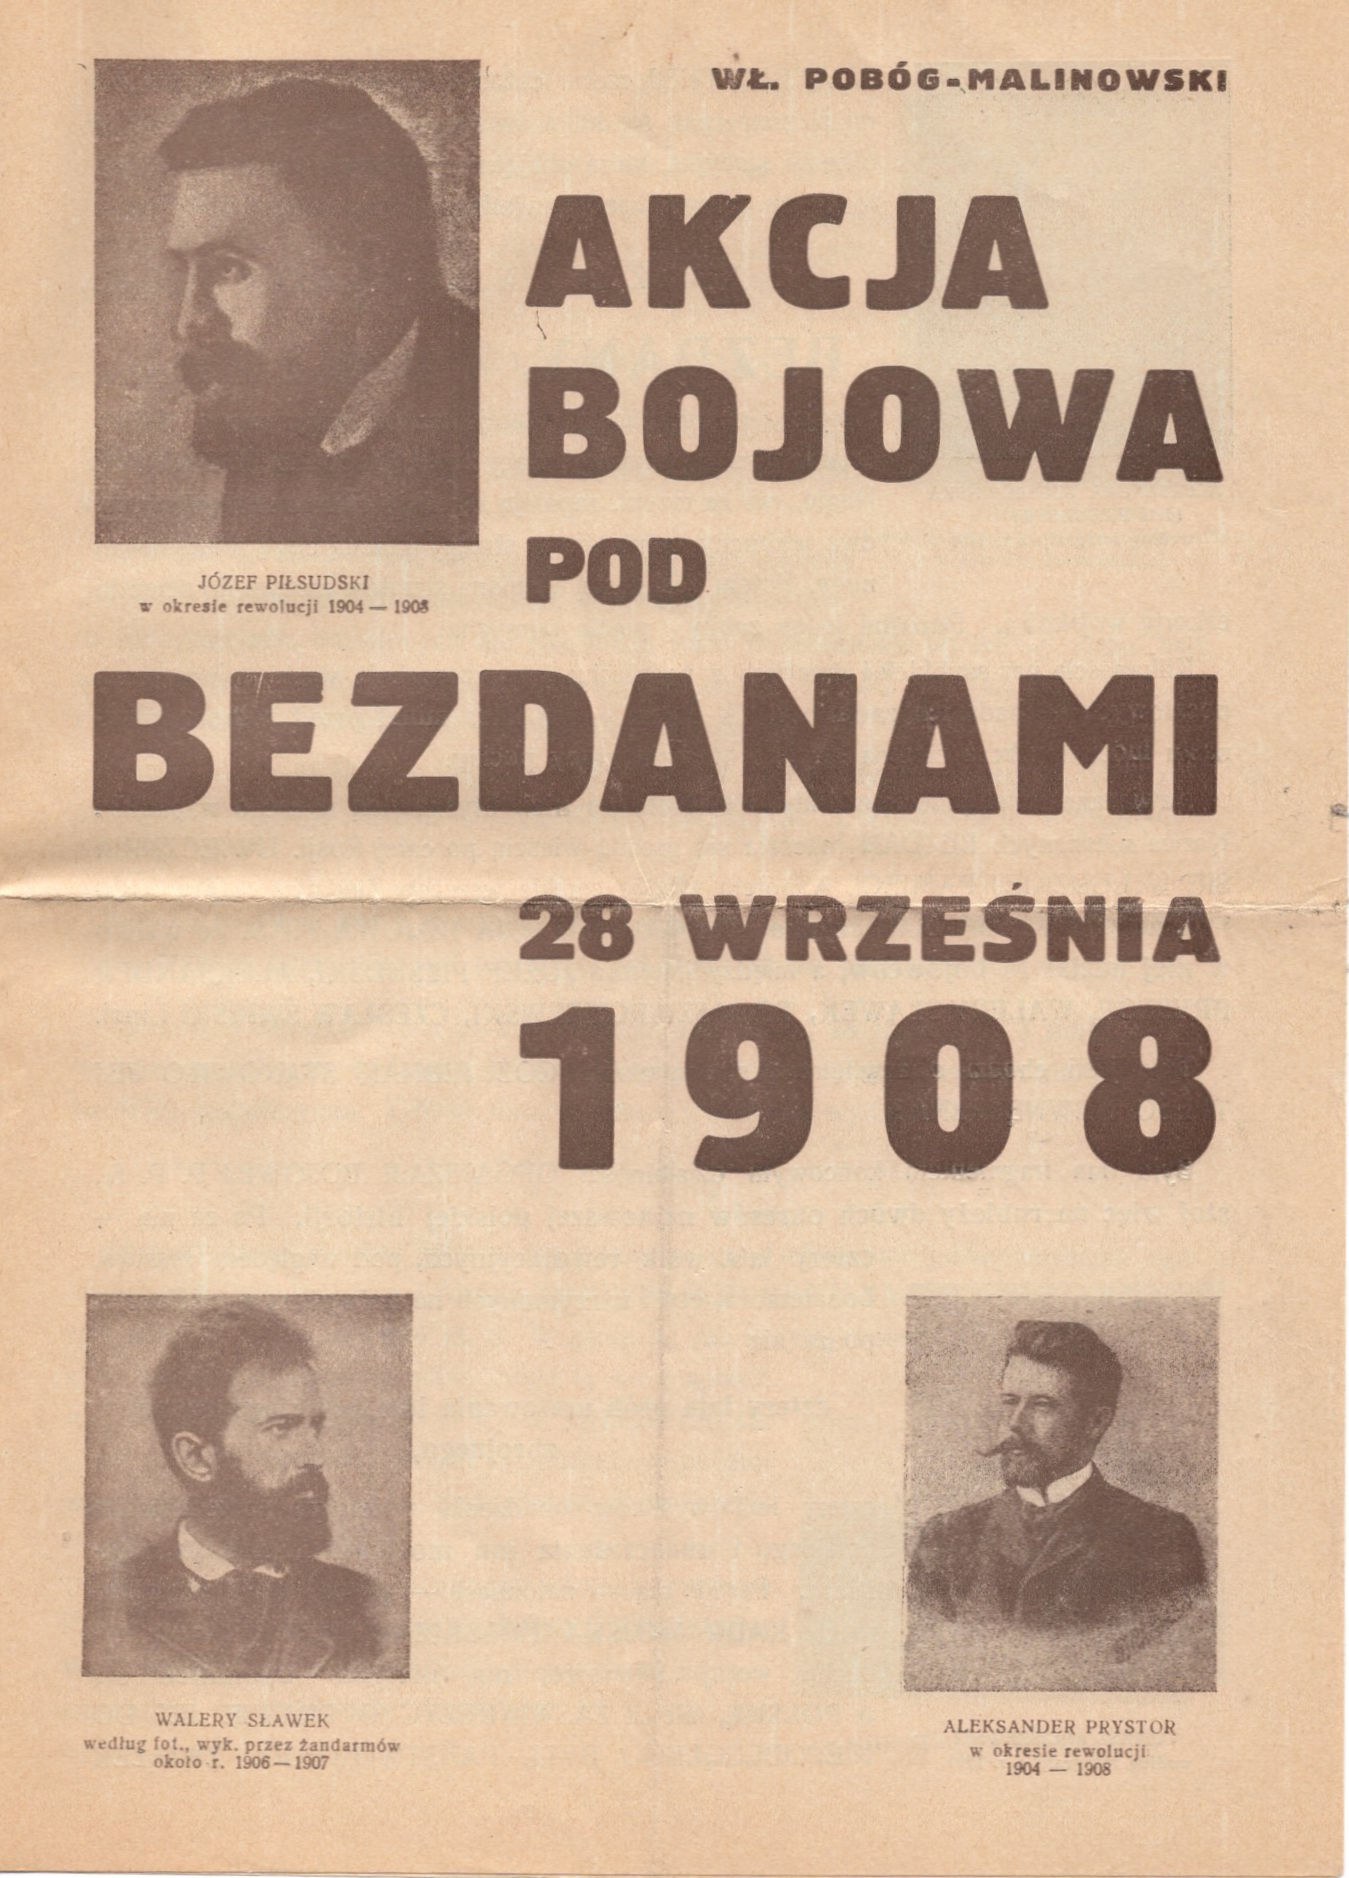 WŁ. POBÓG-MALINOWSKI
AKCJA
BOJOWA
POD
BEZDANAMI
28 WRZEŚNIA
1908
JÓZEF PIŁSUDSKI
w okresie rewolucji 1904 — 1908
WALERY SŁAWEK
według fot., wyk. przez żandarmów
około r. 1906 — 1907
ALEKSANDER PRYSTOR
w okresie rewolucji
1904 — 1908